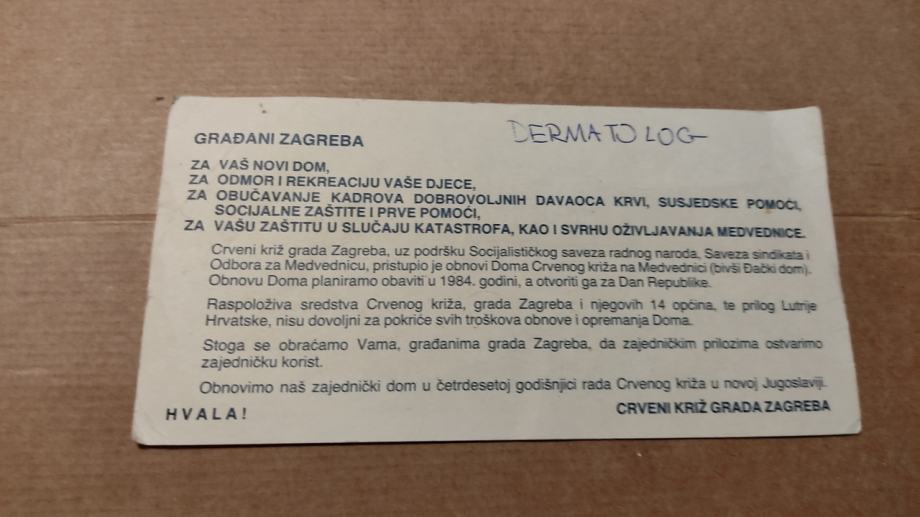 DERMATOLOG
GRAĐANI ZAGREBA
ZA VAŠ NOVI DOM,
ZA ODMOR I REKREACIJU VAŠE DJECE,
ZA OBUČAVANJE KADROVA DOBROVOLJNIH DAVAOCA KRVI, SUSJEDSKE POMOĆI,
SOCIJALNE ZAŠTITE I PRVE POMOĆI,
ZA VAŠU ZAŠTITU U SLUČAJU KATASTROFA, KAO I SVRHU OŽIVLJAVANJA MEDVEDNICE.
Crveni križ grada Zagreba, uz podršku Socijalističkog saveza radnog naroda, Saveza sindikata i
Odbora za Medvednicu, pristupio je obnovi Doma Crvenog križa na Medvednici (bivši Đački dom).
Obnovu Doma planiramo obaviti u 1984. godini, a otvoriti ga za Dan Republike.
Raspoloživa sredstva Crvenog križa, grada Zagreba i njegovih 14 općina, te prilog Lutrije
Hrvatske, nisu dovoljni za pokriće svih troškova obnove i opremanja Doma.
Stoga se obraćamo Vama, građanima grada Zagreba, da zajedničkim prilozima ostvarimo
zajedničku korist.
Obnovimo naš zajednički dom u četrdesetoj godišnjici rada Crvenog križa u novoj Jugoslaviji.
HVALA!
CRVENI KRIŽ GRADA ZAGREBA